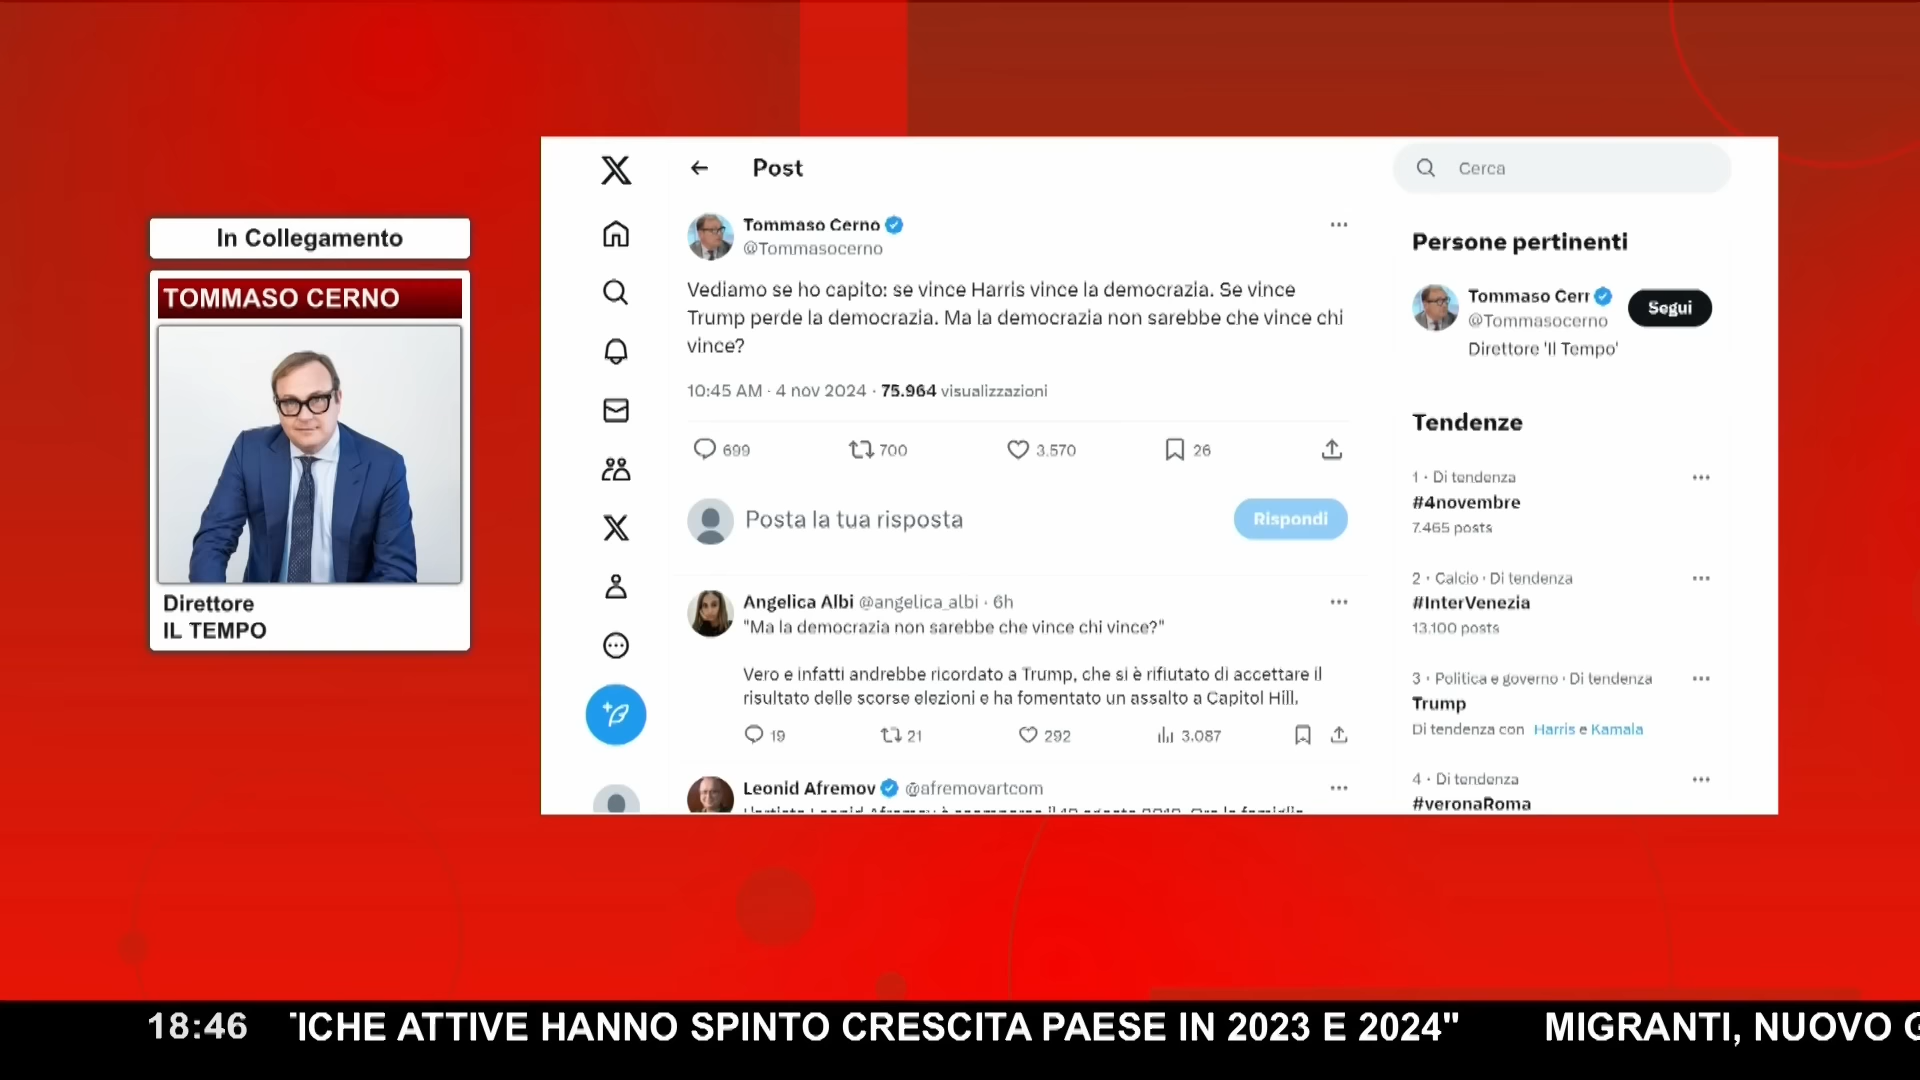 In Collegamento
TOMMASO CERNO
Direttore
IL TEMPO
Post
Tommaso Cerno
@Tommasocerno
Vediamo se ho capito: se vince Harris vince la democrazia. Se vince
Trump perde la democrazia. Ma la democrazia non sarebbe che vince chi
vince?
10:45 AM · 4 nov 2024 · 75.964 visualizzazioni
699 700 3.570 26
Posta la tua risposta
Rispondi
Angelica Albi @angelica_albi · 6h
"Ma la democrazia non sarebbe che vince chi vince?"
Vero e infatti andrebbe ricordato a Trump, che si è rifiutato di accettare il
risultato delle scorse elezioni e ha fomentato un assalto a Capitol Hill.
19 21 292 3.087
Leonid Afremov @afremovartcom
Cerca
Persone pertinenti
Tommaso Cerr
@Tommasocerno
Segui
Direttore 'Il Tempo'
Tendenze
1 · Di tendenza
#4novembre
7.465 posts
2 · Calcio · Di tendenza
#InterVenezia
13.100 posts
3 · Politica e governo · Di tendenza
Trump
Di tendenza con Harris e Kamala
4 · Di tendenza
#veronaRoma
18:46 ICHE ATTIVE HANNO SPINTO CRESCITA PAESE IN 2023 E 2024" MIGRANTI, NUOVO